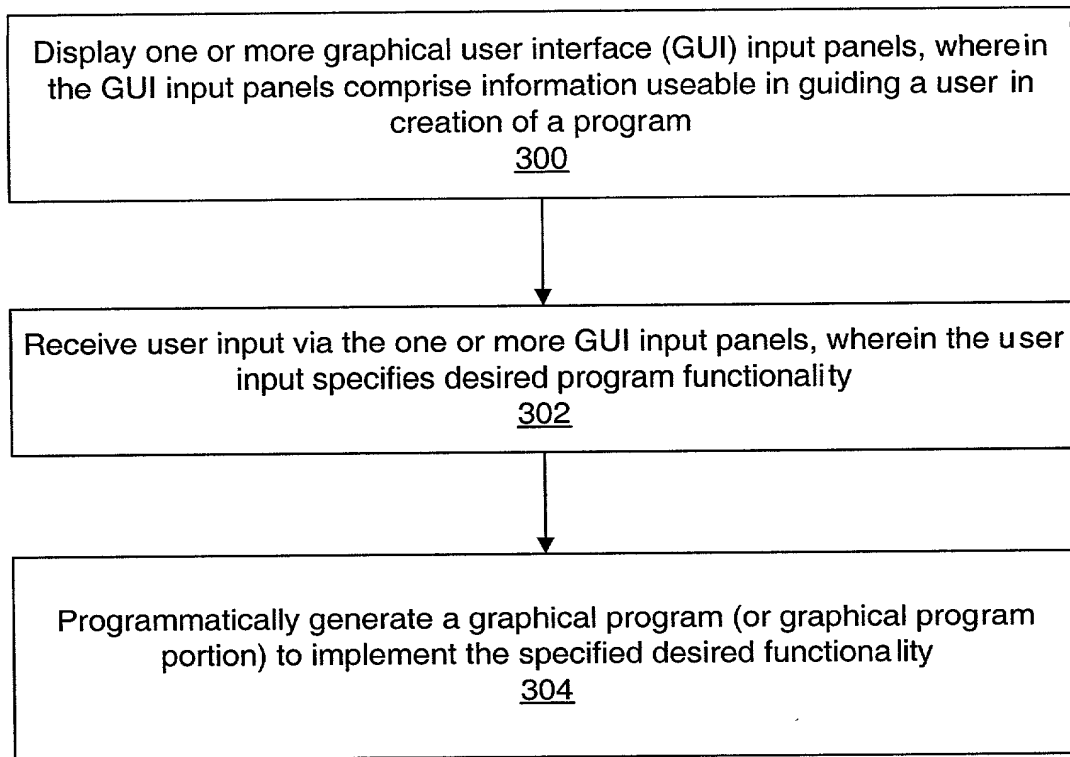 Display one or more graphical user interface (GUI) input panels, wherein
the GUI input panels comprise information useable in guiding a user in
creation of a program
300
Receive user input via the one or more GUI input panels, wherein the user
input specifies desired program functionality
302
Programmatically generate a graphical program (or graphical program
portion) to implement the specified desired functionality
304